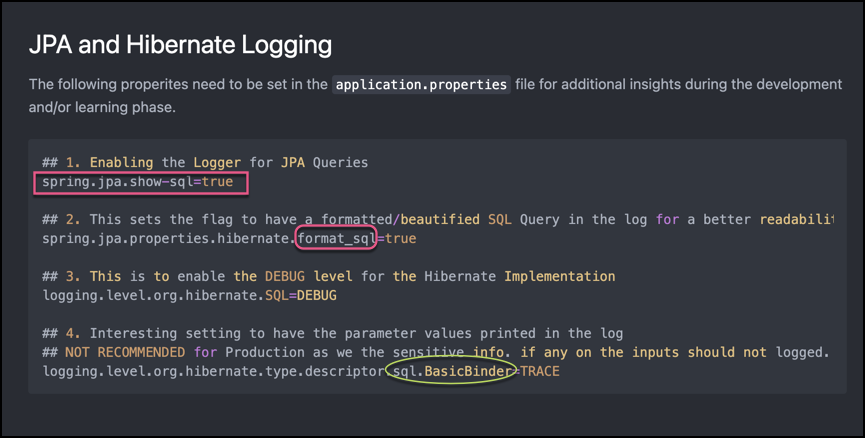 JPA and Hibernate Logging
The following properites need to be set in the application.properties file for additional insights during the development
and/or learning phase.
## 1. Enabling the Logger for JPA Queries
spring.jpa.show-sql=true
## 2. This sets the flag to have a formatted/beautified SQL Query in the log for a better readabilit
spring.jpa.properties.hibernate.format_sql=true
## 3. This is to enable the DEBUG level for the Hibernate Implementation
logging.level.org.hibernate.SQL=DEBUG
## 4. Interesting setting to have the parameter values printed in the log
## NOT RECOMMENDED for Production as we the sensitive info. if any on the inputs should not logged.
logging.level.org.hibernate.type.descriptor.sql.BasicBinder=TRACE